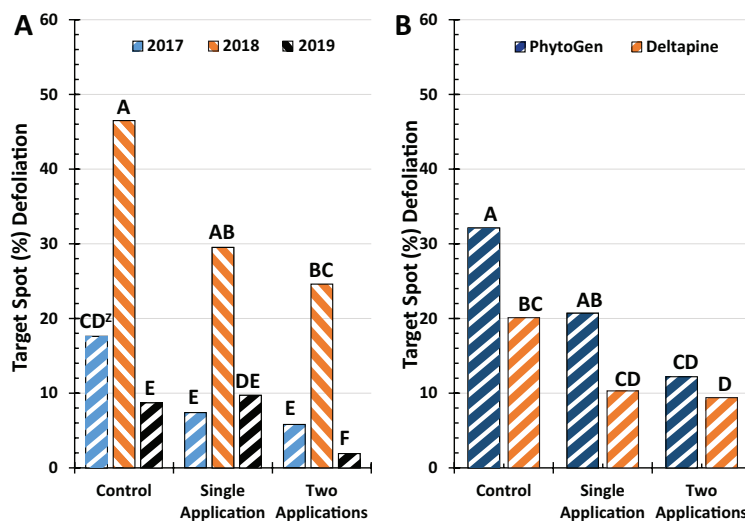 A
2017 2018 2019
Target Spot (%) Defoliation
60
50
40
30
20
10
0
CDᶻ A E
E AB DE
E BC F
Control Single Application Two Applications
B
PhytoGen Deltapine
Target Spot (%) Defoliation
60
50
40
30
20
10
0
A BC
AB CD
CD D
Control Single Application Two Applications